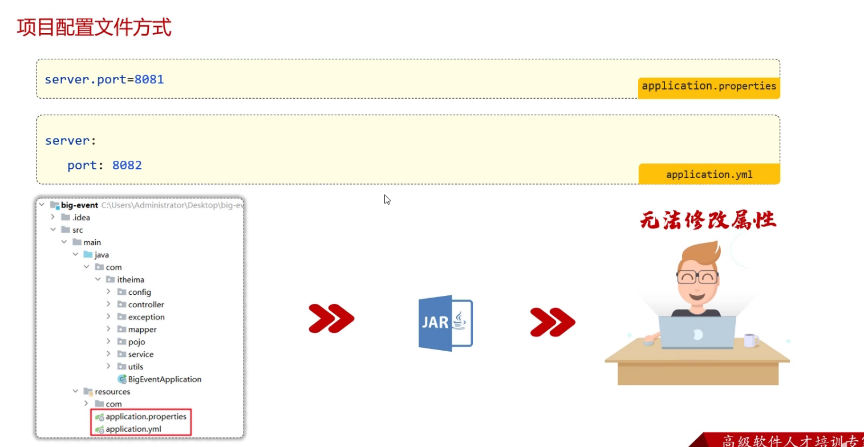 项目配置文件方式
server.port=8081
application.properties
server:
port: 8082
application.yml
big-event C:\Users\Administrator\Desktop\big-ev
.idea
src
main
java
com
itheima
config
controller
exception
mapper
pojo
service
utils
BigEventApplication
resources
com
application.properties
application.yml
JAR
无法修改属性
高级软件人才培训专